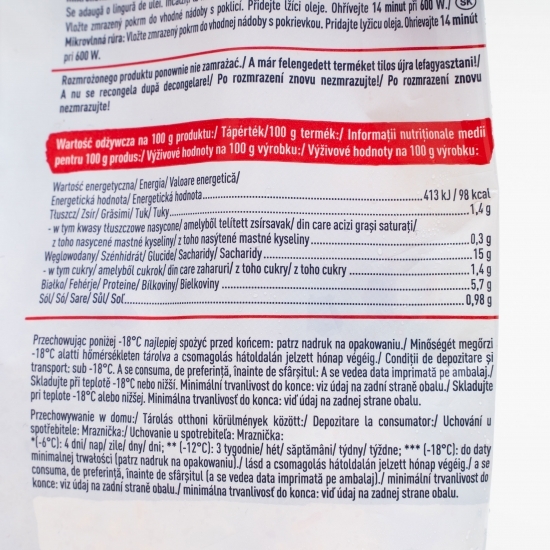 Se adaugă o lingură de ulei.
Vložte zmrazený pokrm do vhodné nádoby s poklicí. Přidejte lžíci oleje. Ohřívejte 14 minut při 600 W./ SK
Mikrovlnná rúra: Vložte zmrazený pokrm do vhodnej nádoby s pokrievkou. Pridajte lyžicu oleja. Ohrievajte 14 minút
pri 600 W.
Rozmrożonego produktu ponownie nie zamrażać./ A már felengedett terméket tilos újra lefagyasztani!/
A nu se recongela după decongelare!/ Po rozmrazení znovu nezmrazujte!/ Po rozmrazení znovu
nezmrazujte!
Wartość odżywcza na 100 g produktu:/ Tápérték/100 g termék:/ Informații nutriționale medii
pentru 100 g produs:/ Výživové hodnoty na 100 g výrobku:/ Výživové hodnoty na 100 g výrobku:
Wartość energetyczna/ Energia/ Valoare energetică/
Energetická hodnota/ Energetická hodnota 413 kJ / 98 kcal
Tłuszcz/ Zsír/ Grăsimi/ Tuk/ Tuky 1,4 g
- w tym kwasy tłuszczowe nasycone/ amelyből telített zsírsavak/ din care acizi grași saturați/
z toho nasycené mastné kyseliny/ z toho nasýtené mastné kyseliny 0,3 g
Węglowodany/ Szénhidrát/ Glucide/ Sacharidy/ Sacharidy 15 g
- w tym cukry/ amelyből cukrok/ din care zaharuri/ z toho cukry/ z toho cukry 1,4 g
Białko/ Fehérje/ Proteine/ Bílkoviny/ Bielkoviny 5,7 g
Sól/ Só/ Sare/ Sůl/ Soľ 0,98 g
Przechowując poniżej -18°C najlepiej spożyć przed końcem: patrz nadruk na opakowaniu./ Minőségét megőrzi
-18°C alatti hőmérsékleten tárolva a csomagolás hátoldalán jelzett hónap végéig./ Condiții de depozitare și
transport: sub -18°C. A se consuma, de preferință, înainte de sfârșitul: A se vedea data imprimată pe ambalaj./
Skladujte při teplotě -18°C nebo nižší. Minimální trvanlivost do konce: viz údaj na zadní straně obalu./ Skladujte
pri teplote -18°C alebo nižšej. Minimálna trvanlivosť do konca: viď údaj na zadnej strane obalu.
Przechowywanie w domu:/ Tárolás otthoni körülmények között:/ Depozitare la consumator:/ Uchování u
spotřebitele: Mraznička:/ Uchovanie u spotrebiteľa: Mraznička:
*(-6°C): 4 dni/ nap/ zile/ dny/ dni; ** (-12°C): 3 tygodnie/ hét/ săptămâni/ týdny/ týždne; *** (-18°C): do daty
minimalnej trwałości (patrz nadruk na opakowaniu)./ lásd a csomagolás hátoldalán jelzett hónap végéig./ a se
consuma, de preferință, înainte de sfârșitul (a se vedea data imprimată pe ambalaj)./ minimální trvanlivost do
konce: viz údaj na zadní straně obalu./ minimálna trvanlivosť do konca: viď údaj na zadnej strane obalu.